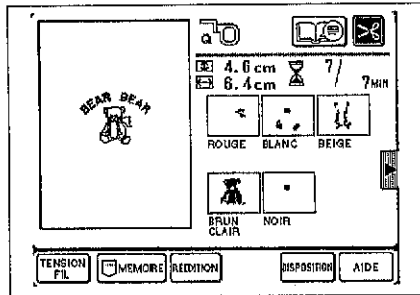 Q
4.6cm
7/
6.4cm
7MIN
BEAR BEAR
ROUGE
BLANC
BEIGE
BRUN
CLAIR
NOIR
TENSION
FIL
MEMOIRE
REEDITION
DISPOSITION
AIDE